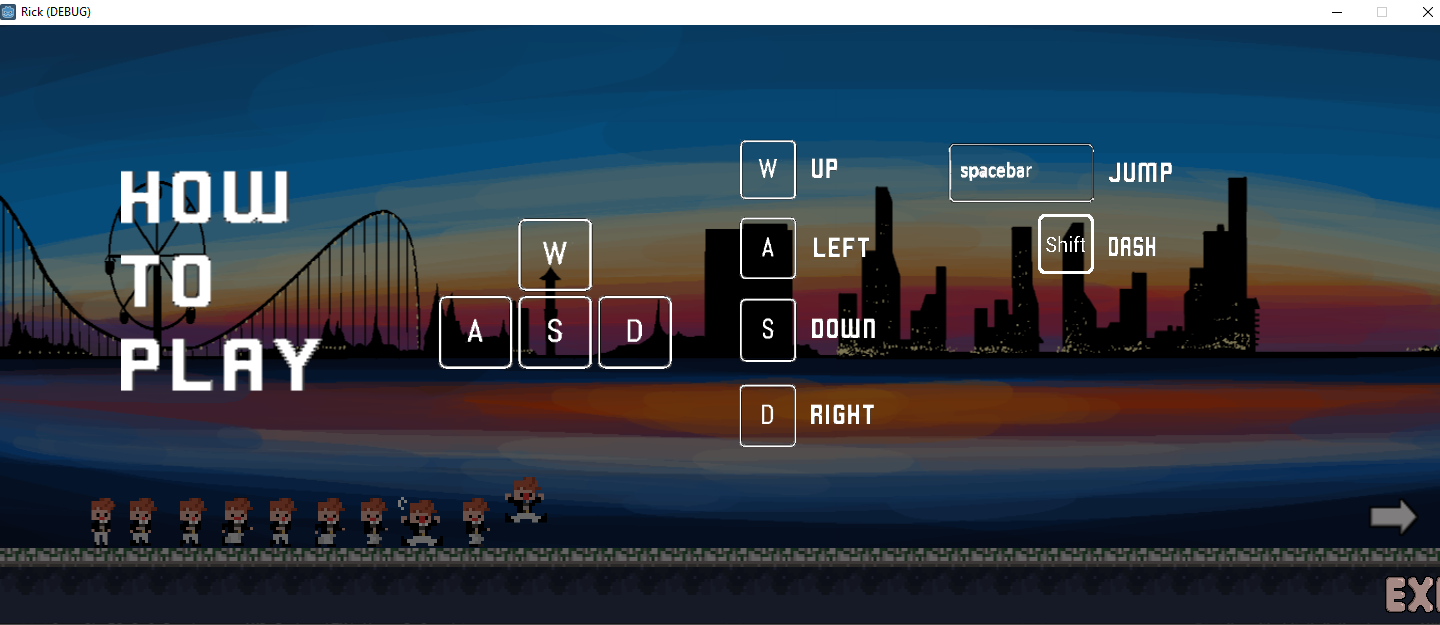 Rick (DEBUG)
HOW
TO
PLAY
W
A S D
W UP
A LEFT
S DOWN
D RIGHT
spacebar JUMP
Shift DASH